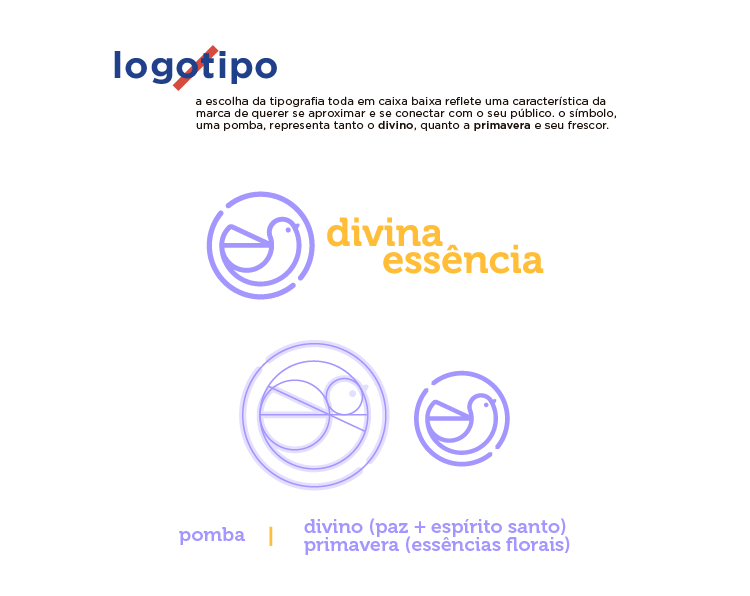 logotipo
a escolha da tipografia toda em caixa baixa reflete uma característica da
marca de querer se aproximar e se conectar com o seu público. o símbolo,
uma pomba, representa tanto o divino, quanto a primavera e seu frescor.
divina
essência
pomba | divino (paz + espírito santo)
primavera (essências florais)